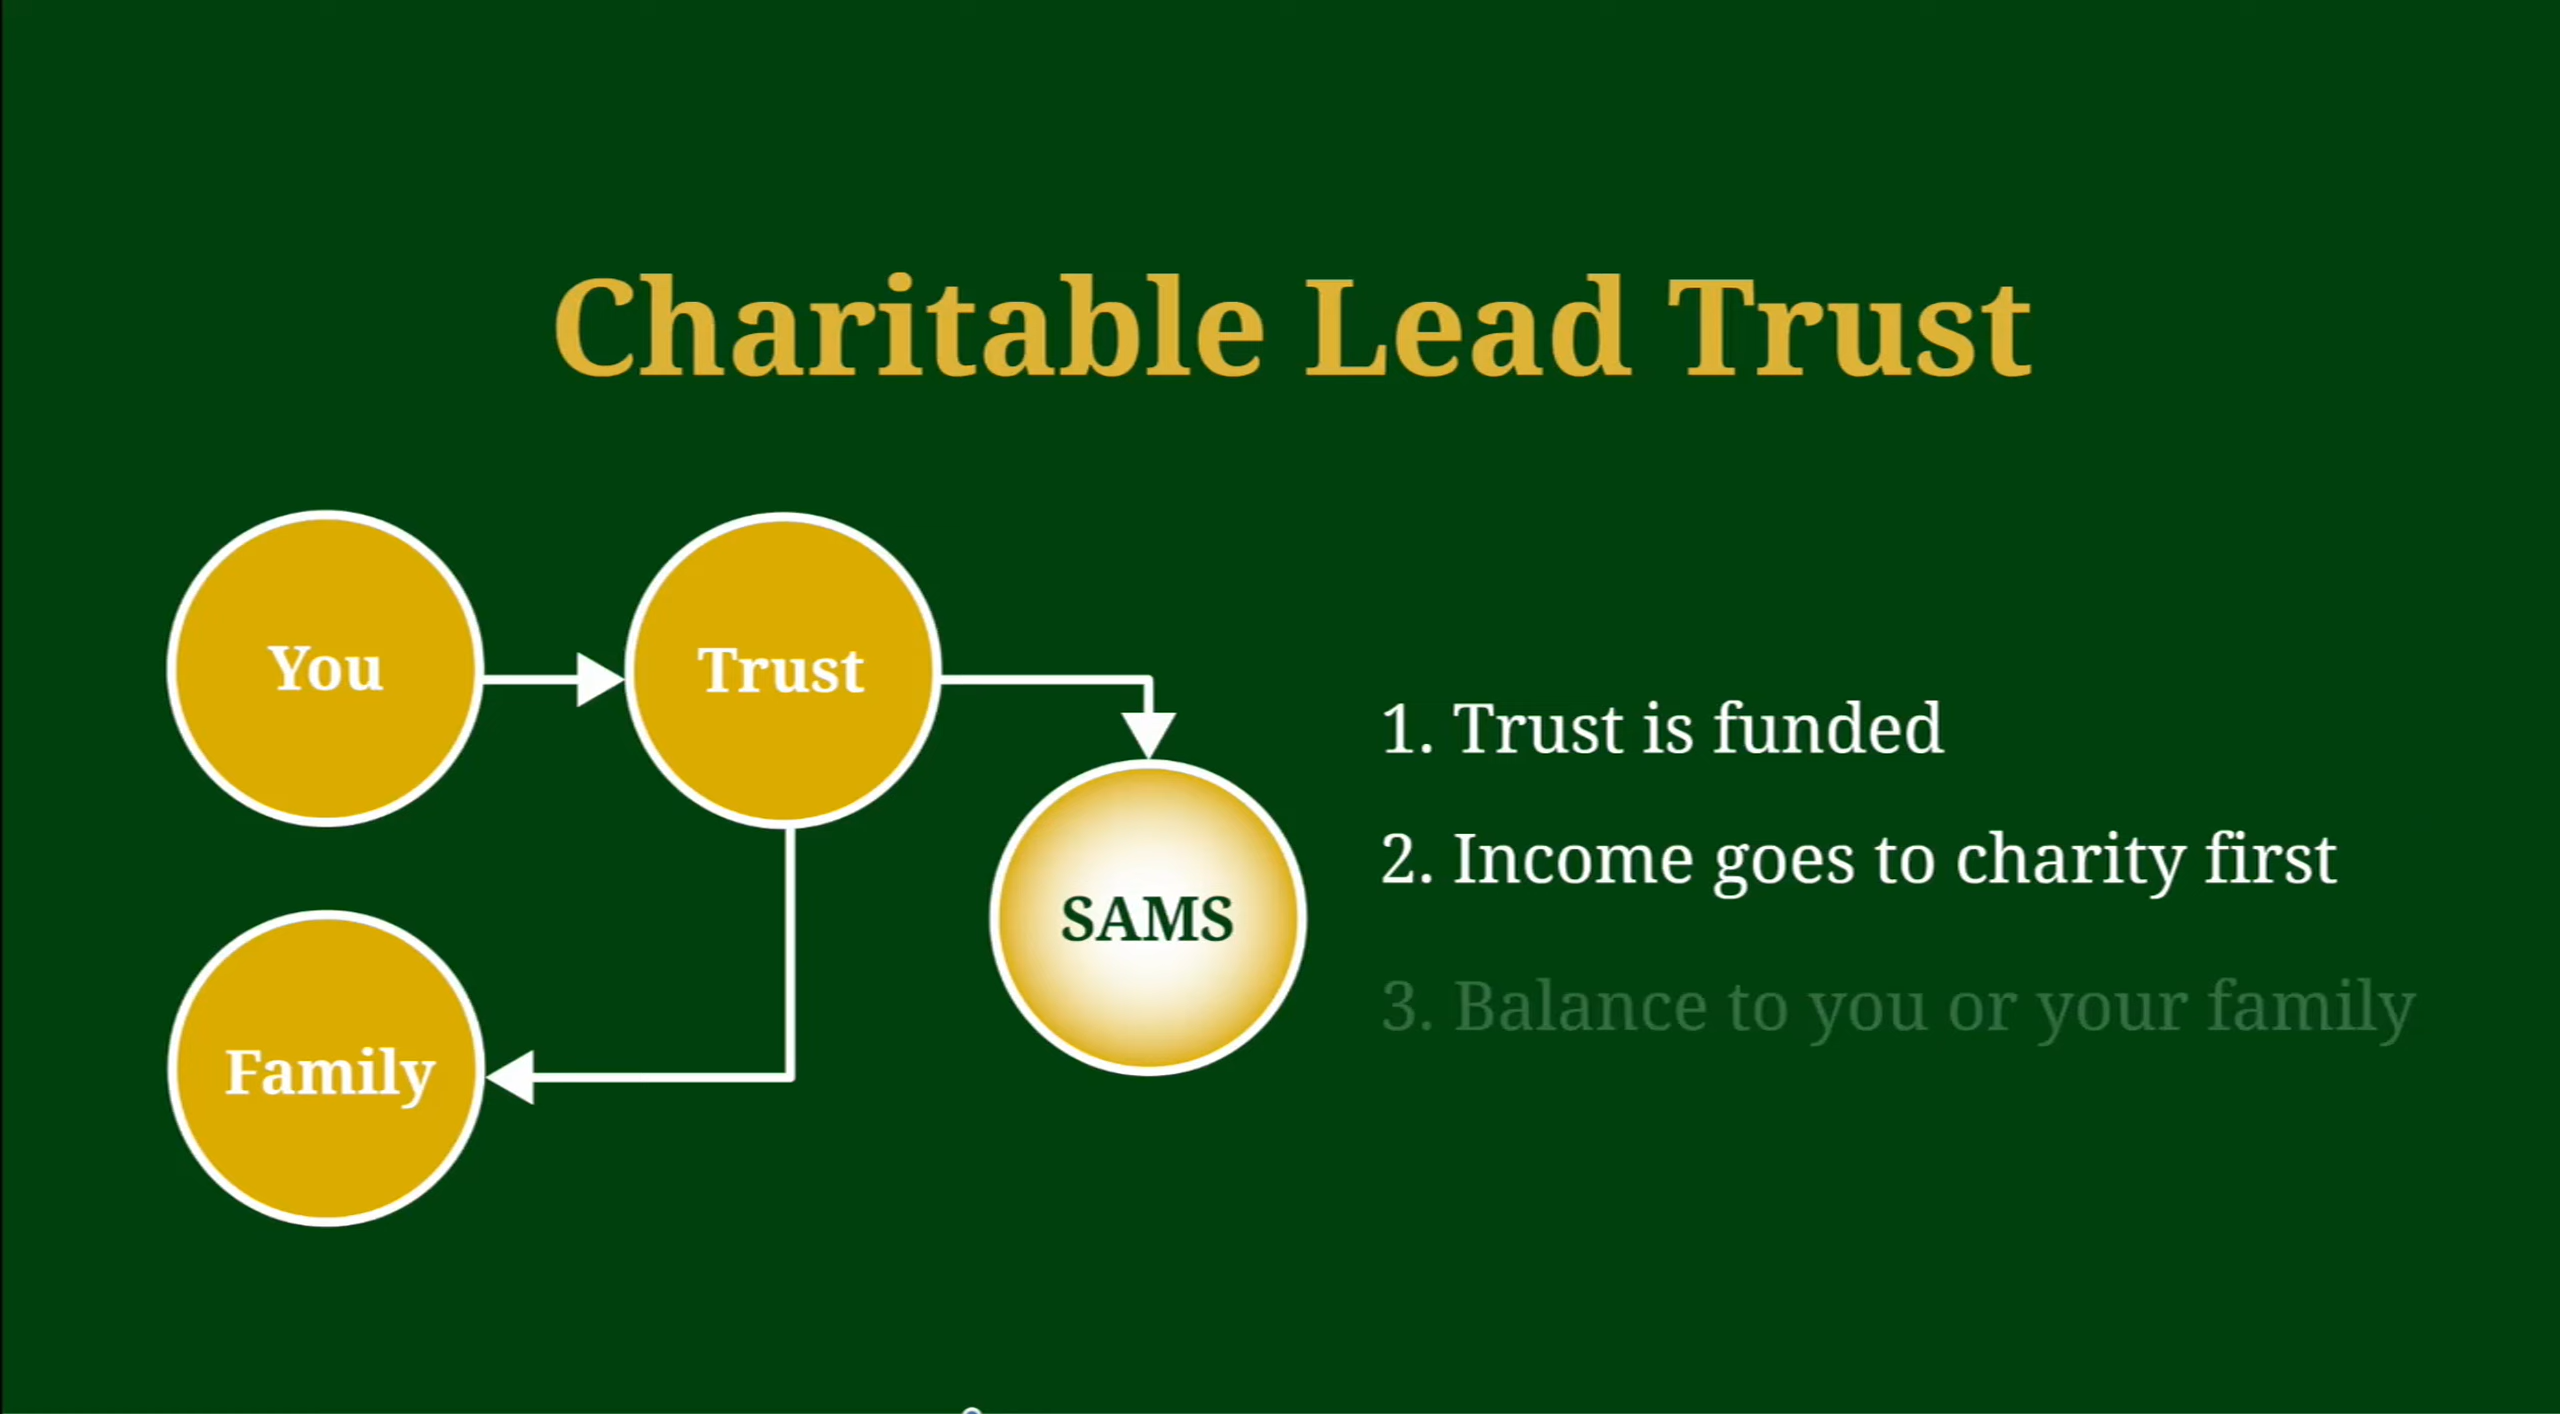 Charitable Lead Trust
You
Trust
SAMS
Family
1. Trust is funded
2. Income goes to charity first
3. Balance to you or your family